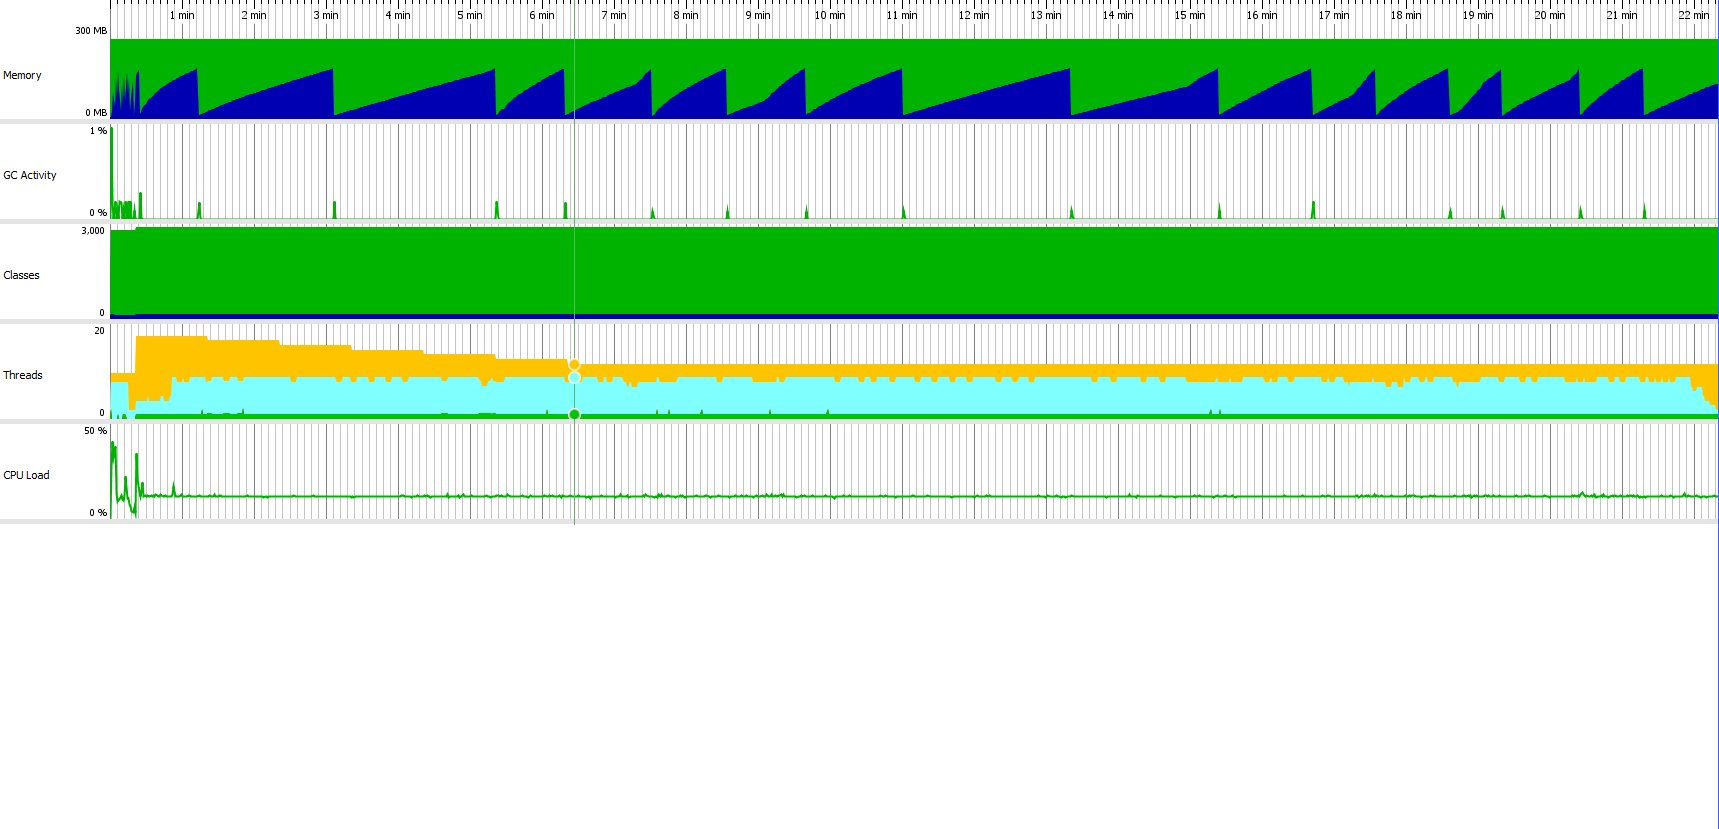 1 min 2 min 3 min 4 min 5 min 6 min 7 min 8 min 9 min 10 min 11 min 12 min 13 min 14 min 15 min 16 min 17 min 18 min 19 min 20 min 21 min 22 min
300 MB
Memory
0 MB
1 %
GC Activity
0 %
3,000
Classes
0
20
Threads
0
50 %
CPU Load
0 %